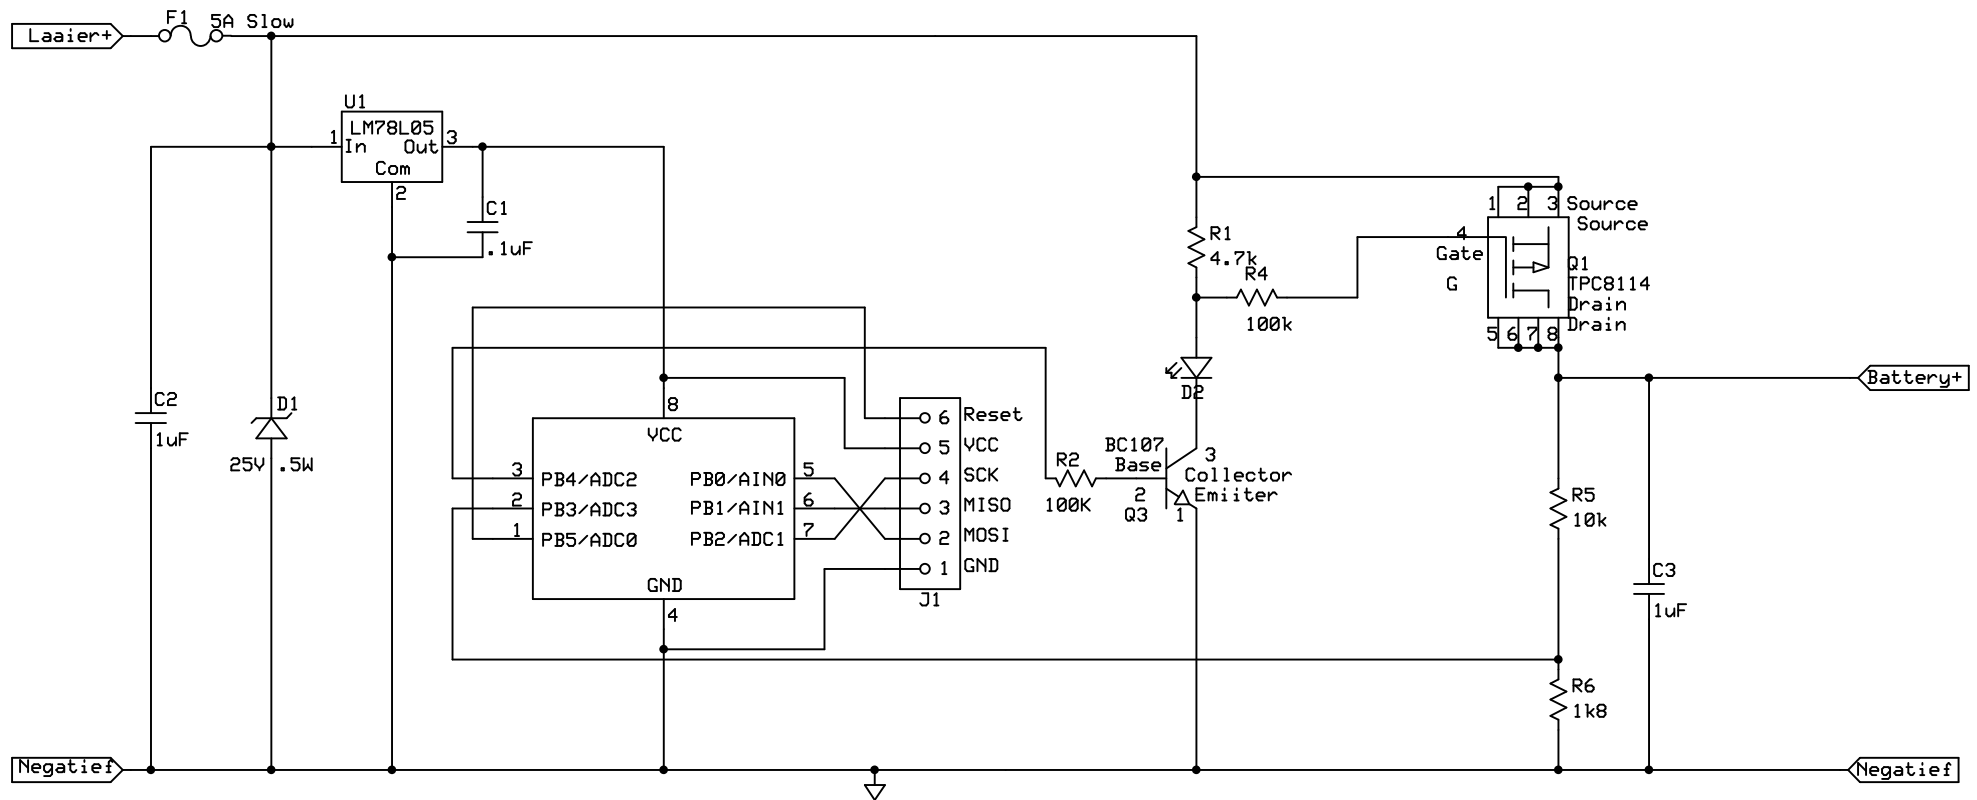 Laaier+
F1
5A Slow
U1
LM78L05
1
In
Out
3
Com
2
C1
.1uF
C2
1uF
D1
25V .5W
8
VCC
3
PB4/ADC2
2
PB3/ADC3
1
PB5/ADC0
PB0/AIN0
5
PB1/AIN1
6
PB2/ADC1
7
GND
4
6
Reset
5
VCC
4
SCK
3
MISO
2
MOSI
1
GND
J1
R1
4.7k
R4
100k
D2
R2
100K
BC107
Base
2
Q3
3
Collector
Emiiter
1
1
2
3
Source
Source
4
Gate
G
Q1
TPC8114
Drain
Drain
5
6
7
8
Battery+
R5
10k
C3
1uF
R6
1k8
Negatief
Negatief